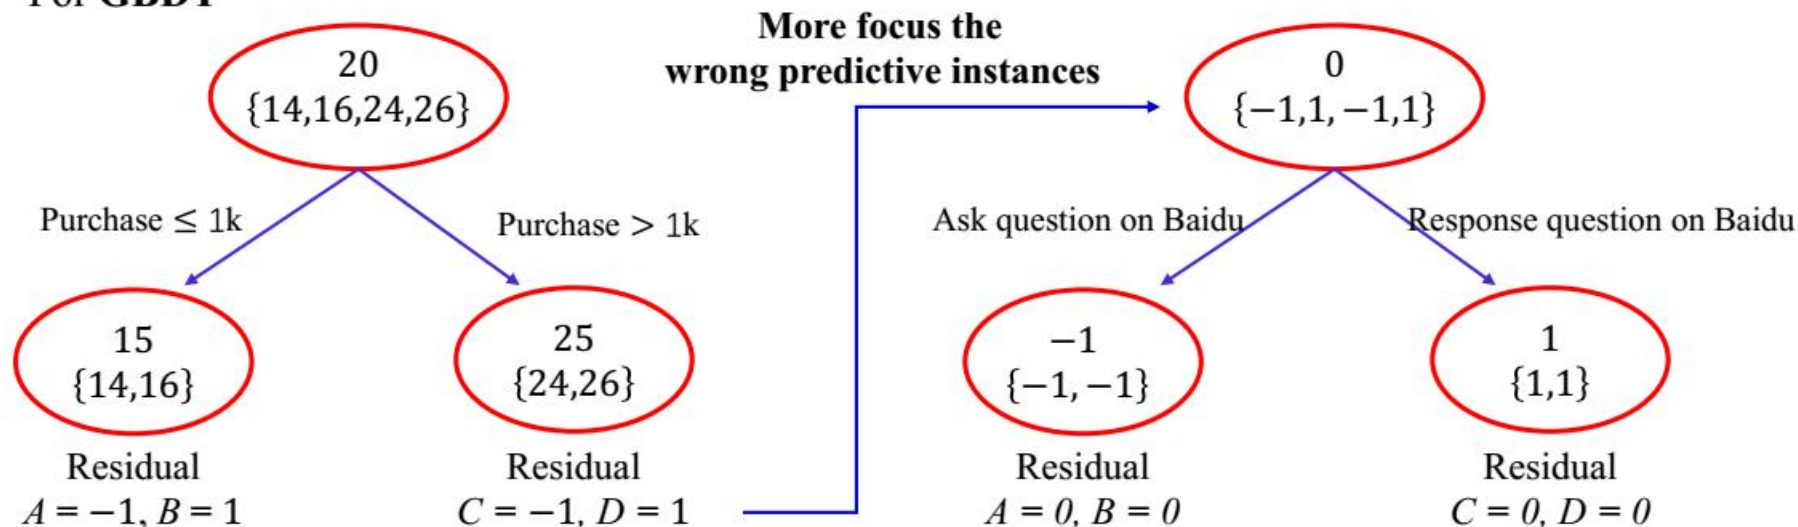 For GBDT
More focus the
wrong predictive instances
20
{14,16,24,26}
0
{−1,1, −1,1}
Purchase ≤ 1k
Purchase > 1k
Ask question on Baidu
Response question on Baidu
15
{14,16}
25
{24,26}
−1
{−1, −1}
1
{1,1}
Residual
A = −1, B = 1
Residual
C = −1, D = 1
Residual
A = 0, B = 0
Residual
C = 0, D = 0